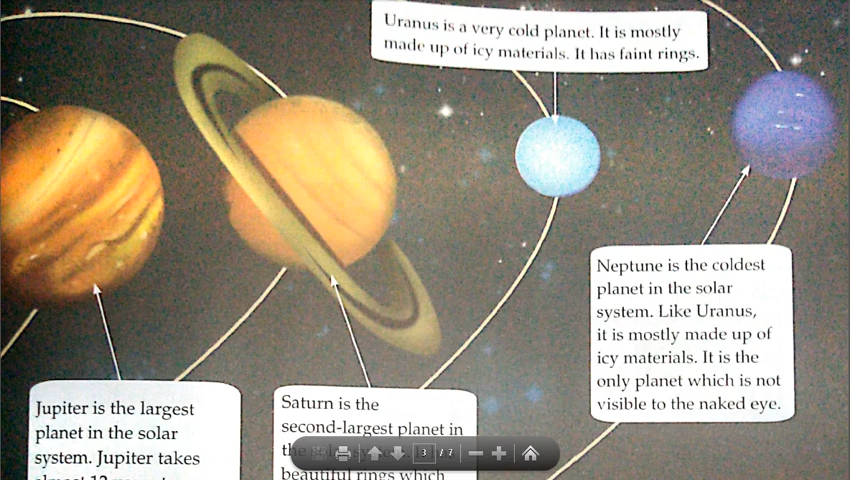 Uranus is a very cold planet. It is mostly
made up of icy materials. It has faint rings.
Neptune is the coldest
planet in the solar
system. Like Uranus,
it is mostly made up of
icy materials. It is the
only planet which is not
visible to the naked eye.
Jupiter is the largest
planet in the solar
system. Jupiter takes
almost 12
Saturn is the
second-largest planet in
the
beautiful rings which
3 / 7